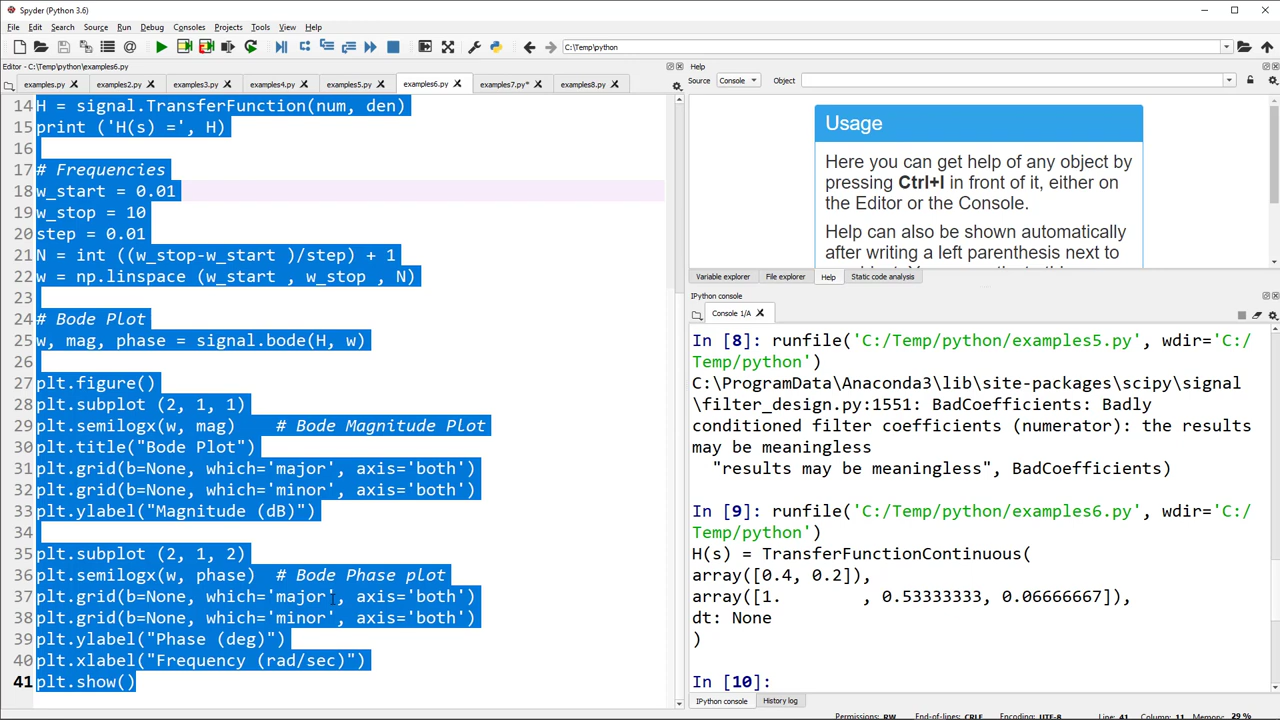 Spyder (Python 3.6)
File Edit Search Source Run Debug Consoles Projects Tools View Help
C:\Temp\python
Editor - C:\Temp\python\examples6.py
examples.py examples2.py examples3.py examples4.py examples5.py examples6.py examples7.py* examples8.py
14 H = signal.TransferFunction(num, den)
15 print ('H(s) =', H)
16
17 # Frequencies
18 w_start = 0.01
19 w_stop = 10
20 step = 0.01
21 N = int ((w_stop-w_start )/step) + 1
22 w = np.linspace (w_start , w_stop , N)
23
24 # Bode Plot
25 w, mag, phase = signal.bode(H, w)
26
27 plt.figure()
28 plt.subplot (2, 1, 1)
29 plt.semilogx(w, mag)    # Bode Magnitude Plot
30 plt.title("Bode Plot")
31 plt.grid(b=None, which='major', axis='both')
32 plt.grid(b=None, which='minor', axis='both')
33 plt.ylabel("Magnitude (dB)")
34
35 plt.subplot (2, 1, 2)
36 plt.semilogx(w, phase)  # Bode Phase plot
37 plt.grid(b=None, which='major', axis='both')
38 plt.grid(b=None, which='minor', axis='both')
39 plt.ylabel("Phase (deg)")
40 plt.xlabel("Frequency (rad/sec)")
41 plt.show()
Help
Source Console Object
Usage
Here you can get help of any object by
pressing Ctrl+I in front of it, either on
the Editor or the Console.
Help can also be shown automatically
after writing a left parenthesis next to
Variable explorer File explorer Help Static code analysis
IPython console
Console 1/A
In [8]: runfile('C:/Temp/python/examples5.py', wdir='C:/
Temp/python')
C:\ProgramData\Anaconda3\lib\site-packages\scipy\signal
\filter_design.py:1551: BadCoefficients: Badly
conditioned filter coefficients (numerator): the results
may be meaningless
"results may be meaningless", BadCoefficients)
In [9]: runfile('C:/Temp/python/examples6.py', wdir='C:/
Temp/python')
H(s) = TransferFunctionContinuous(
array([0.4, 0.2]),
array([1.        , 0.53333333, 0.06666667]),
dt: None
)
In [10]:
IPython console History log
Permissions: RW End-of-lines: CRLF Encoding: UTF-8 Line: 41 Column: 11 Memory: 29 %